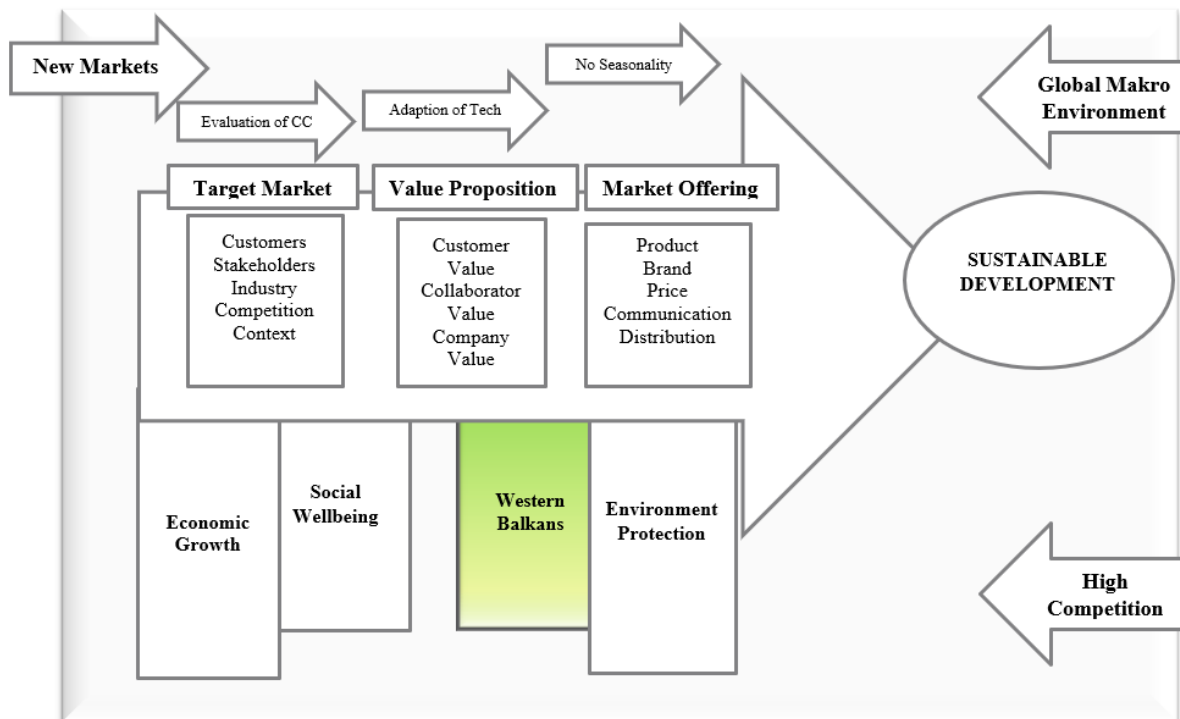 New Markets
Evaluation of CC
Adaption of Tech
No Seasonality
Global Makro
Environment
Target Market
Value Proposition
Market Offering
Customers
Stakeholders
Industry
Competition
Context
Customer
Value
Collaborator
Value
Company
Value
Product
Brand
Price
Communication
Distribution
SUSTAINABLE
DEVELOPMENT
Economic
Growth
Social
Wellbeing
Western
Balkans
Environment
Protection
High
Competition